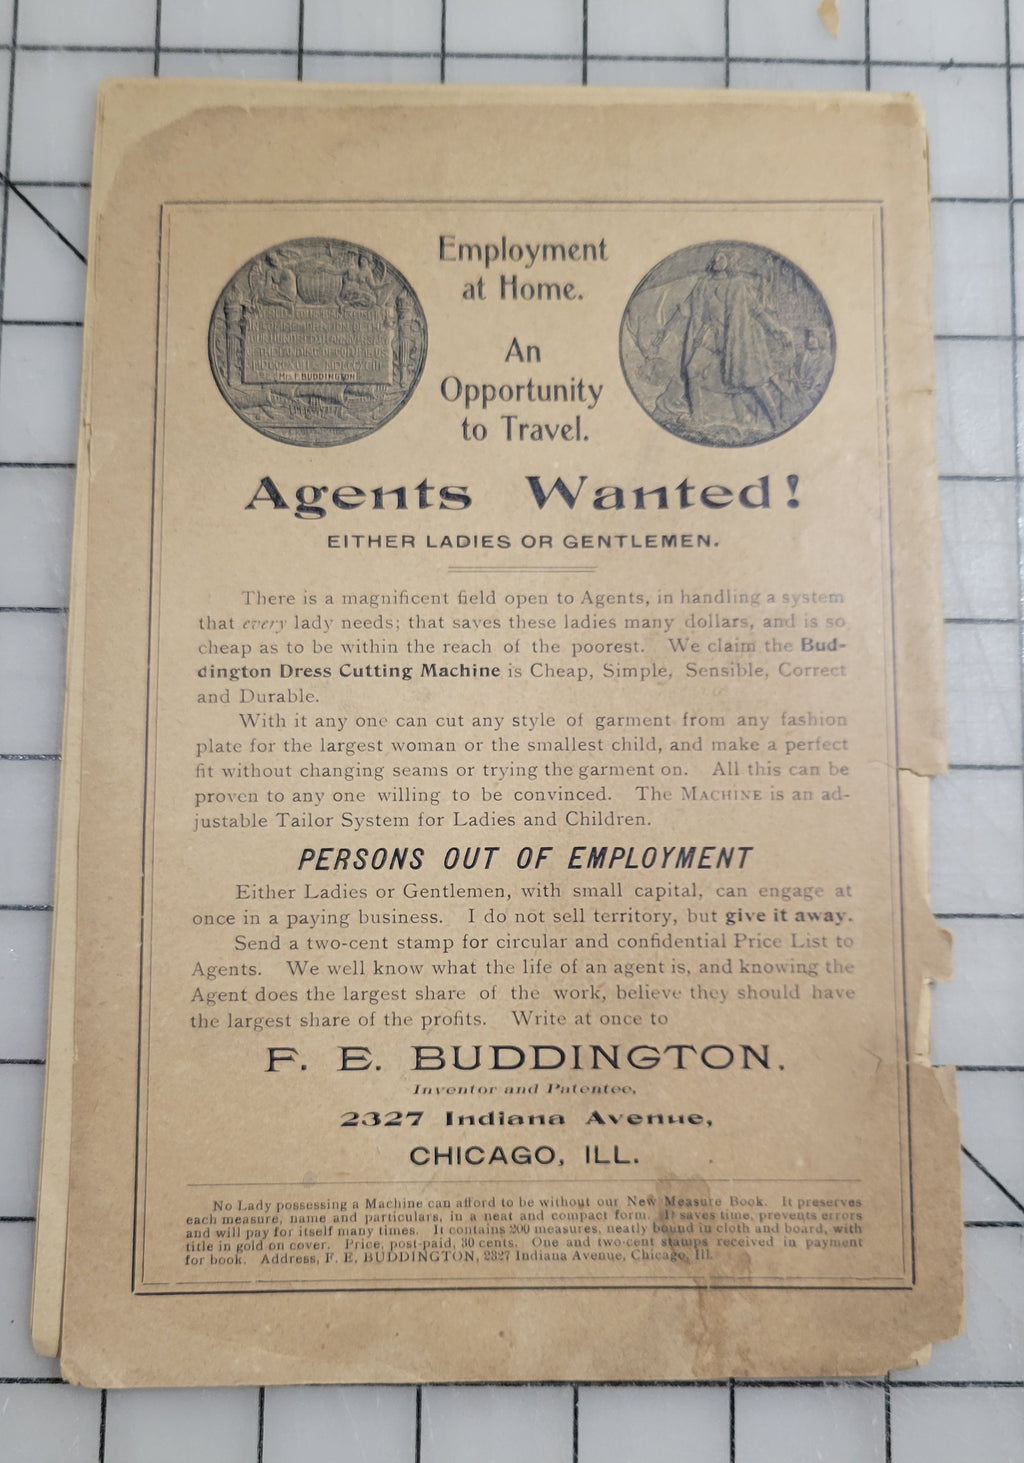 Employment
at Home.
An
Opportunity
to Travel.
MRS F. BUDDINGTON
Agents Wanted!
EITHER LADIES OR GENTLEMEN.
There is a magnificent field open to Agents, in handling a system
that every lady needs; that saves these ladies many dollars, and is so
cheap as to be within the reach of the poorest. We claim the Bud-
dington Dress Cutting Machine is Cheap, Simple, Sensible, Correct
and Durable.
With it any one can cut any style of garment from any fashion
plate for the largest woman or the smallest child, and make a perfect
fit without changing seams or trying the garment on. All this can be
proven to any one willing to be convinced. The MACHINE is an ad-
justable Tailor System for Ladies and Children.
PERSONS OUT OF EMPLOYMENT
Either Ladies or Gentlemen, with small capital, can engage at
once in a paying business. I do not sell territory, but give it away.
Send a two-cent stamp for circular and confidential Price List to
Agents. We well know what the life of an agent is, and knowing the
Agent does the largest share of the work, believe they should have
the largest share of the profits. Write at once to
F. E. BUDDINGTON,
Inventor and Patentee,
2327 Indiana Avenue,
CHICAGO, ILL.
No Lady possessing a Machine can afford to be without our New Measure Book. It preserves
each measure, name and particulars, in a neat and compact form. It saves time, prevents errors
and will pay for itself many times. It contains 200 measures, neatly bound in cloth and board, with
title in gold on cover. Price, post-paid, 30 cents. One and two-cent stamps received in payment
for book. Address, F. E. BUDDINGTON, 2327 Indiana Avenue, Chicago, Ill.